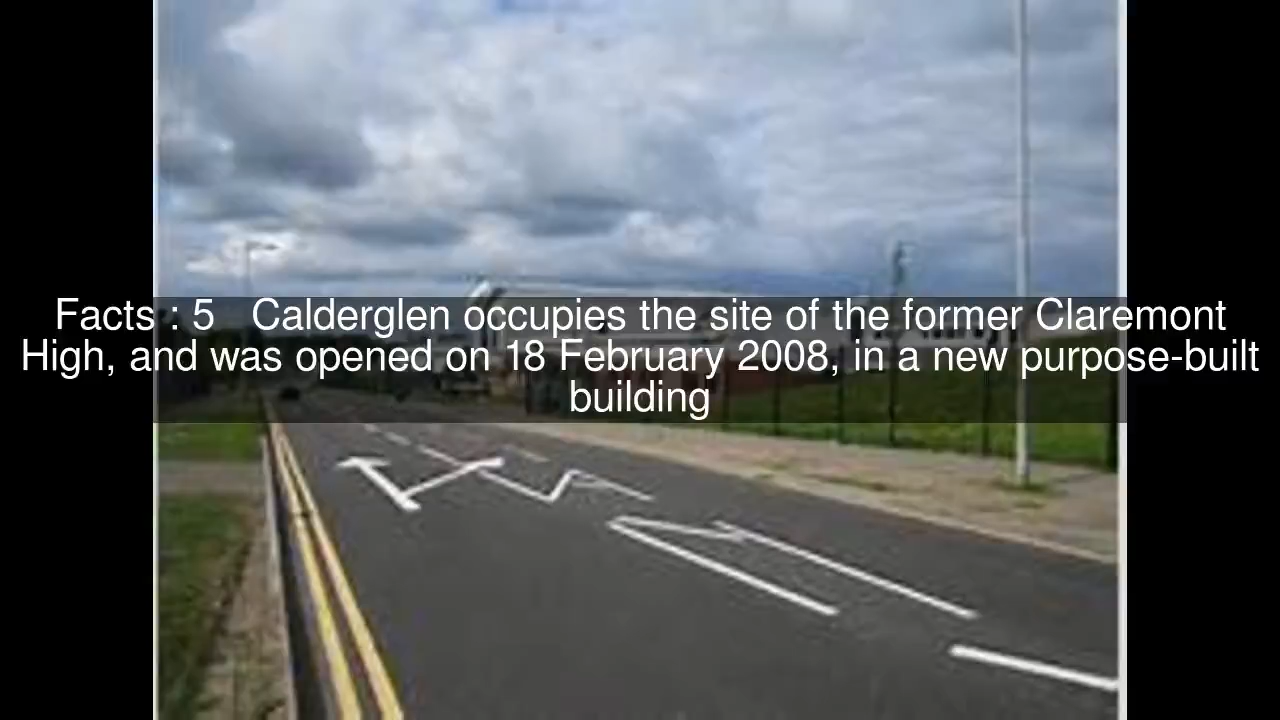 Facts : 5 Calderglen occupies the site of the former Claremont
High, and was opened on 18 February 2008, in a new purpose-built
building